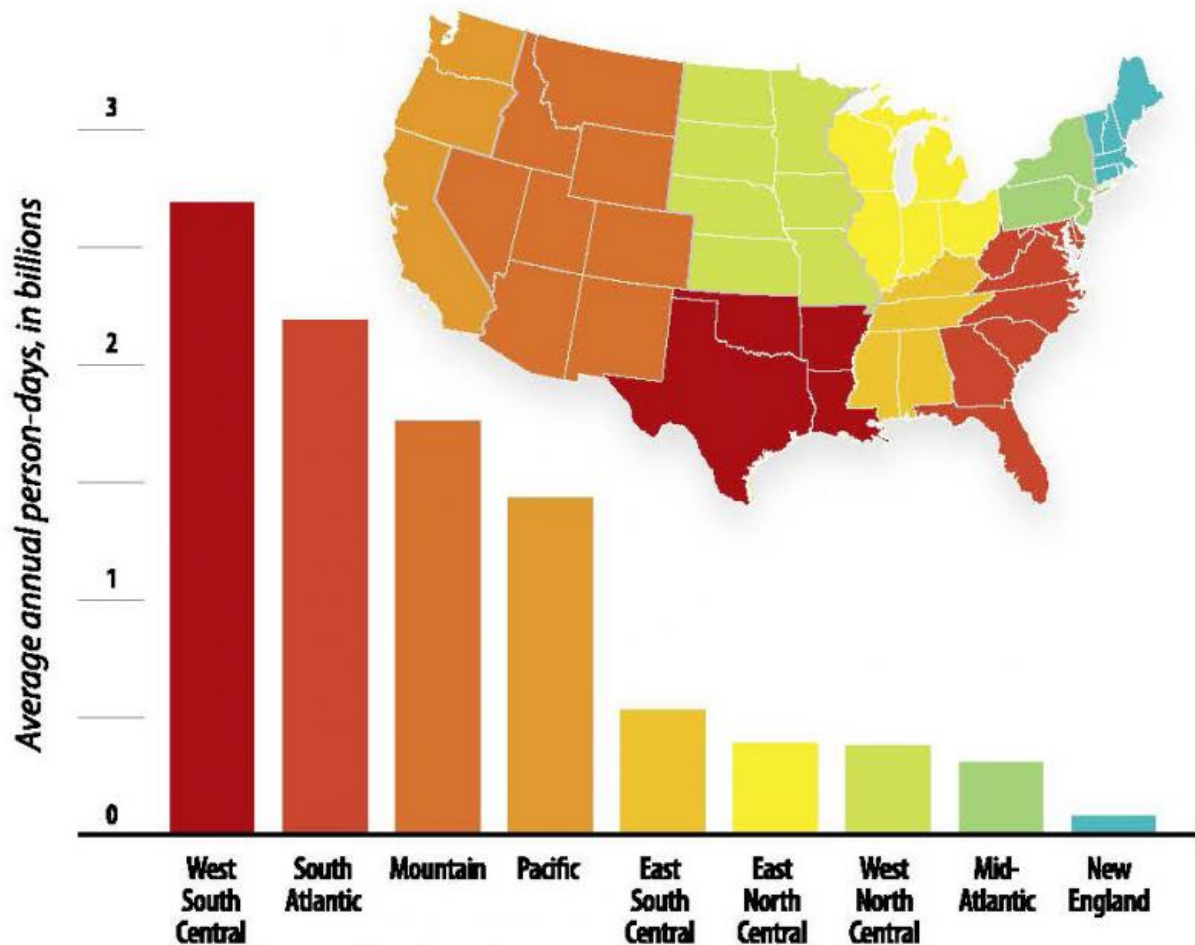 Average annual person-days, in billions
3
2
1
0
West
South
Central
South
Atlantic
Mountain
Pacific
East
South
Central
East
North
Central
West
North
Central
Mid-
Atlantic
New
England